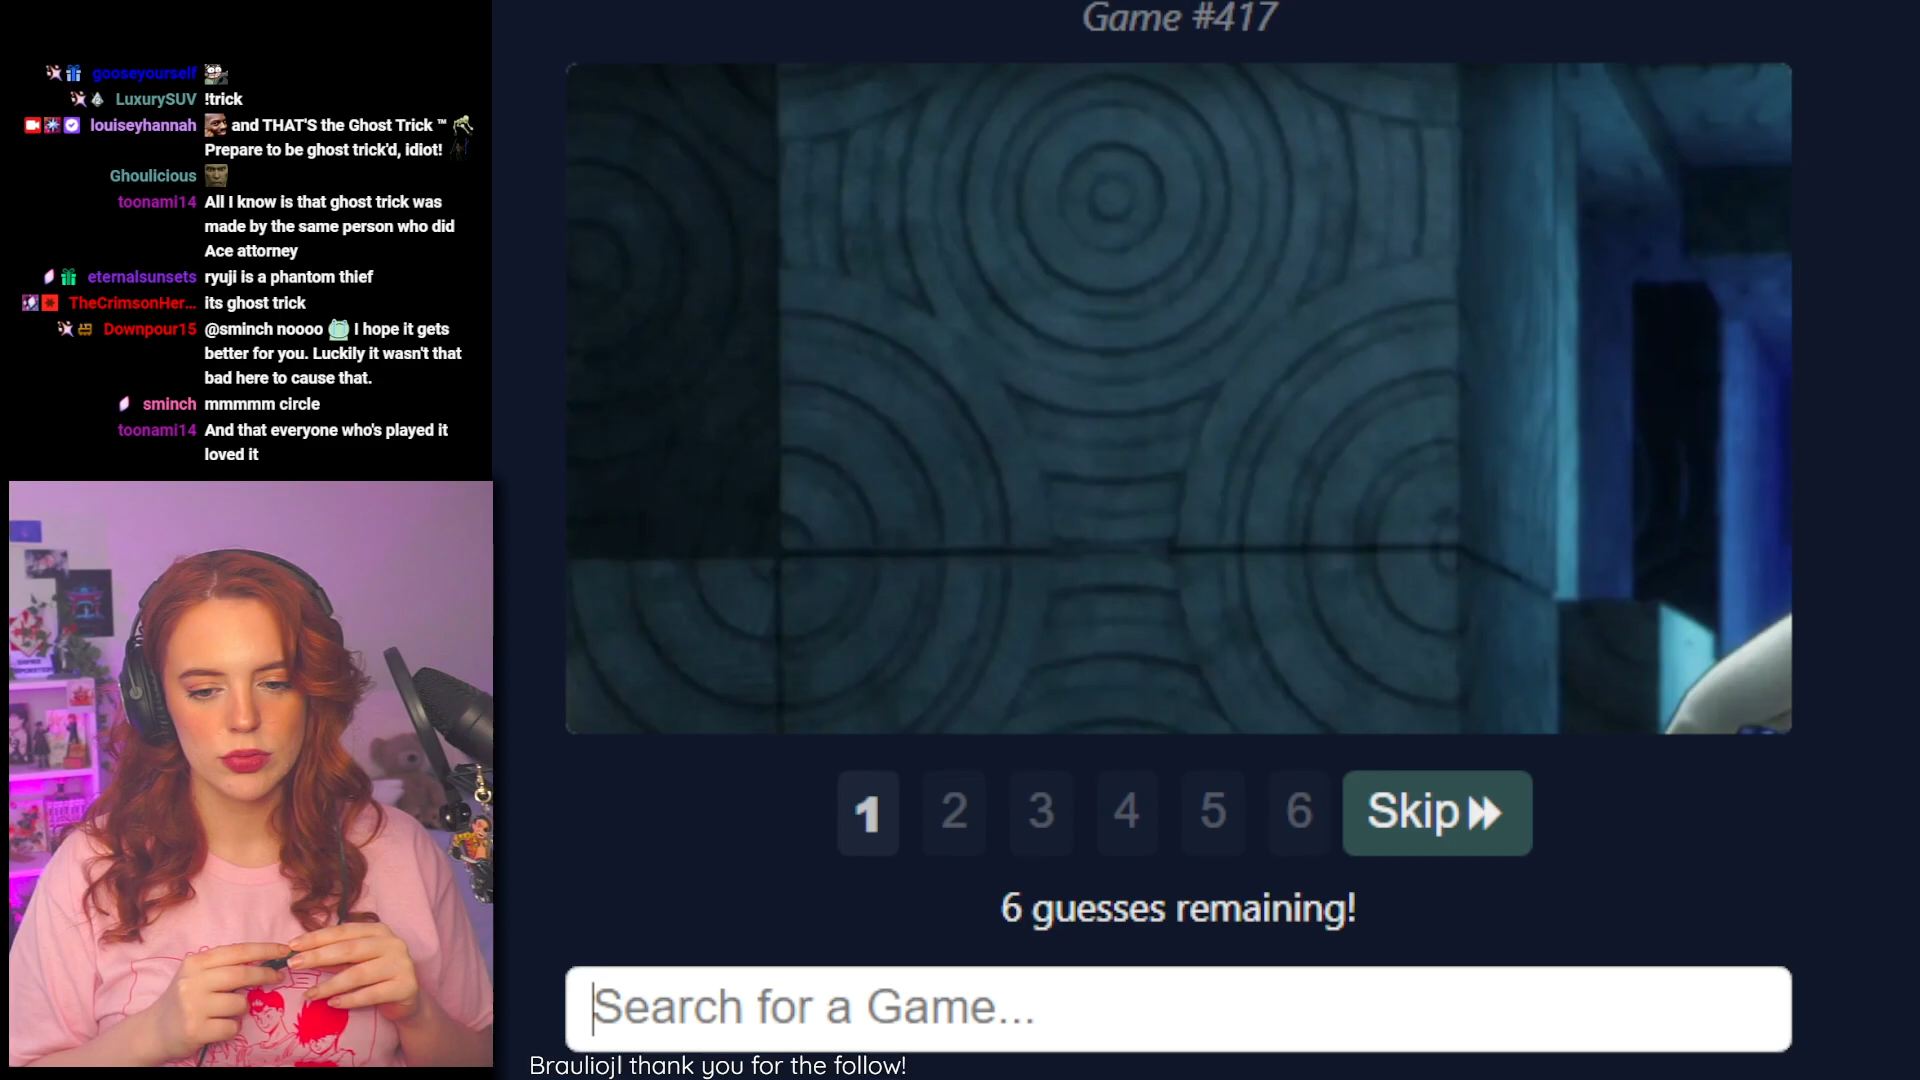 Game #417
gooseyourself
LuxurySUV !trick
louiseyhannah and THAT'S the Ghost Trick ™
Prepare to be ghost trick'd, idiot!
Ghoulicious
toonami14 All I know is that ghost trick was
made by the same person who did
Ace attorney
eternalsunsets ryuji is a phantom thief
TheCrimsonHer... its ghost trick
Downpour15 @sminch noooo I hope it gets
better for you. Luckily it wasn't that
bad here to cause that.
sminch mmmmm circle
toonami14 And that everyone who's played it
loved it
1 2 3 4 5 6 Skip
6 guesses remaining!
Search for a Game...
Brauliojl thank you for the follow!